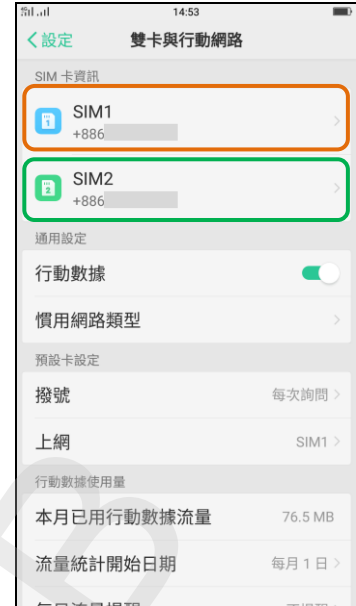 14:53
設定
雙卡與行動網路
SIM 卡資訊
SIM1
+886
SIM2
+886
通用設定
行動數據
慣用網路類型
預設卡設定
撥號 每次詢問
上網 SIM1
行動數據使用量
本月已用行動數據流量 76.5 MB
流量統計開始日期 每月 1 日